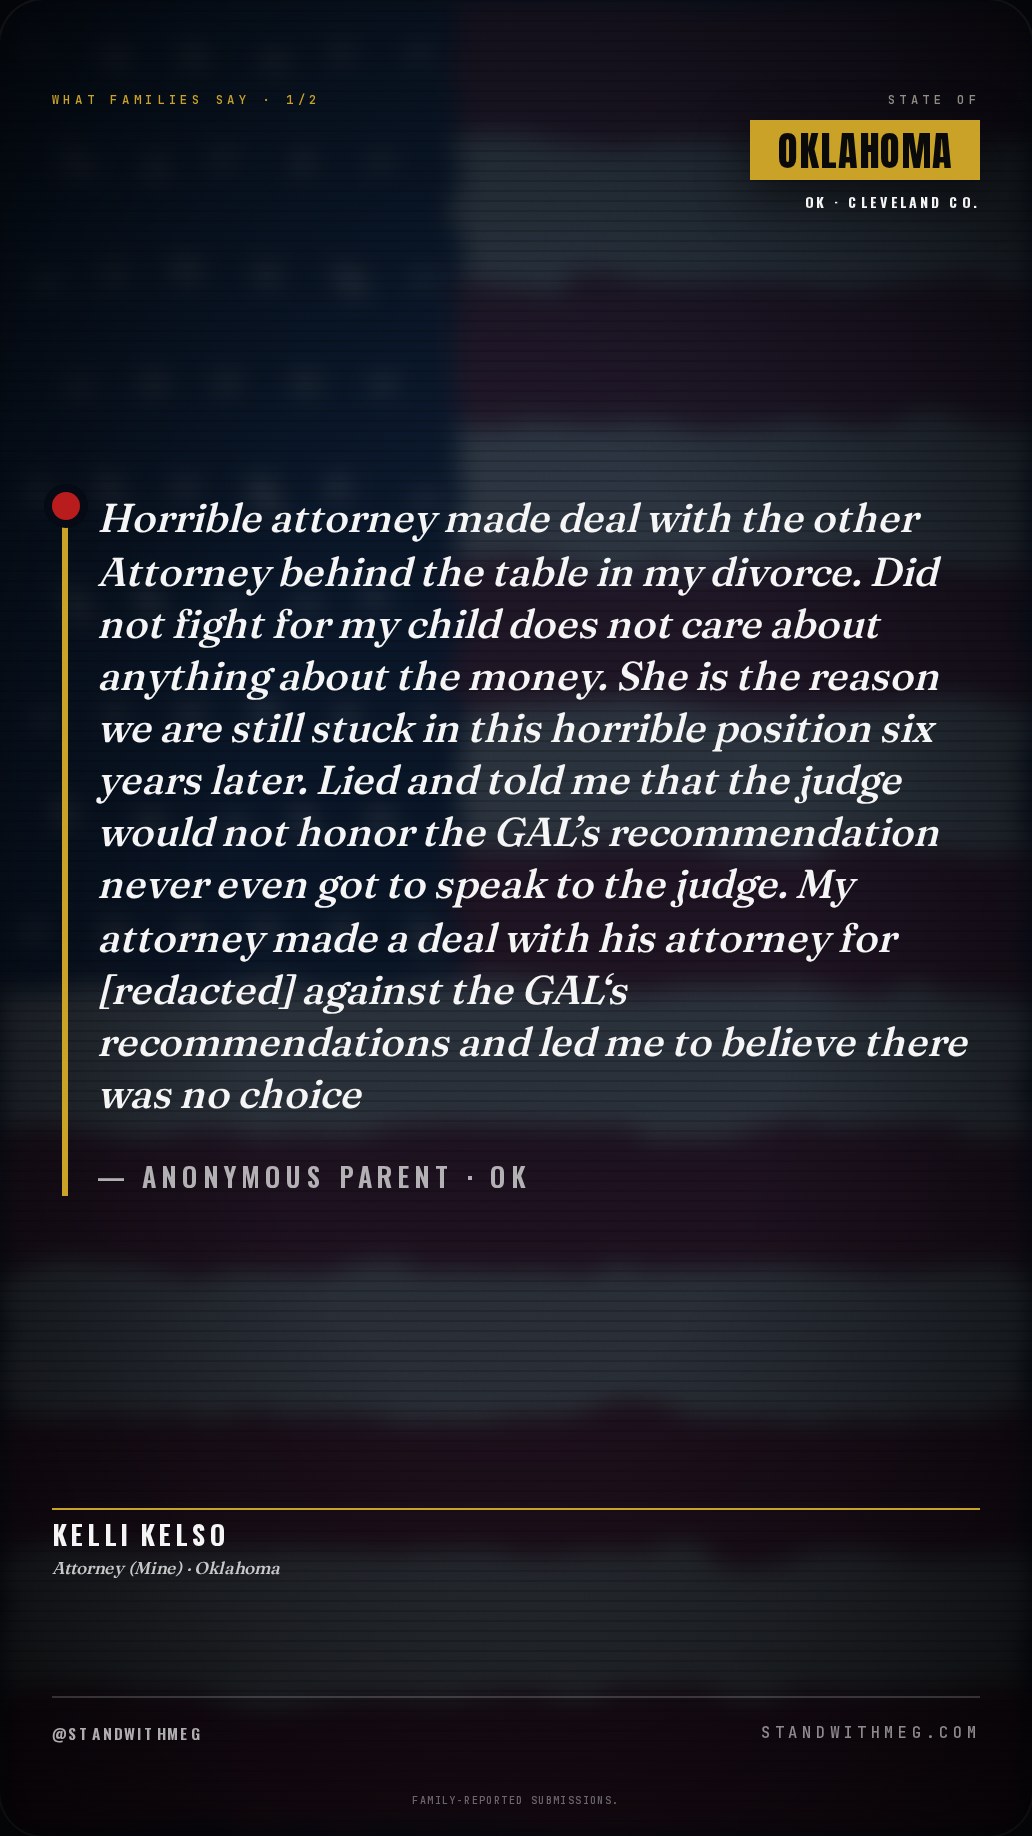 WHAT FAMILIES SAY · 1/2
STATE OF
OKLAHOMA
OK · CLEVELAND CO.
Horrible attorney made deal with the other
Attorney behind the table in my divorce. Did
not fight for my child does not care about
anything about the money. She is the reason
we are still stuck in this horrible position six
years later. Lied and told me that the judge
would not honor the GAL’s recommendation
never even got to speak to the judge. My
attorney made a deal with his attorney for
[redacted] against the GAL‘s
recommendations and led me to believe there
was no choice
— ANONYMOUS PARENT · OK
KELLI KELSO
Attorney (Mine) · Oklahoma
@STANDWITHMEG
STANDWITHMEG.COM
FAMILY-REPORTED SUBMISSIONS.